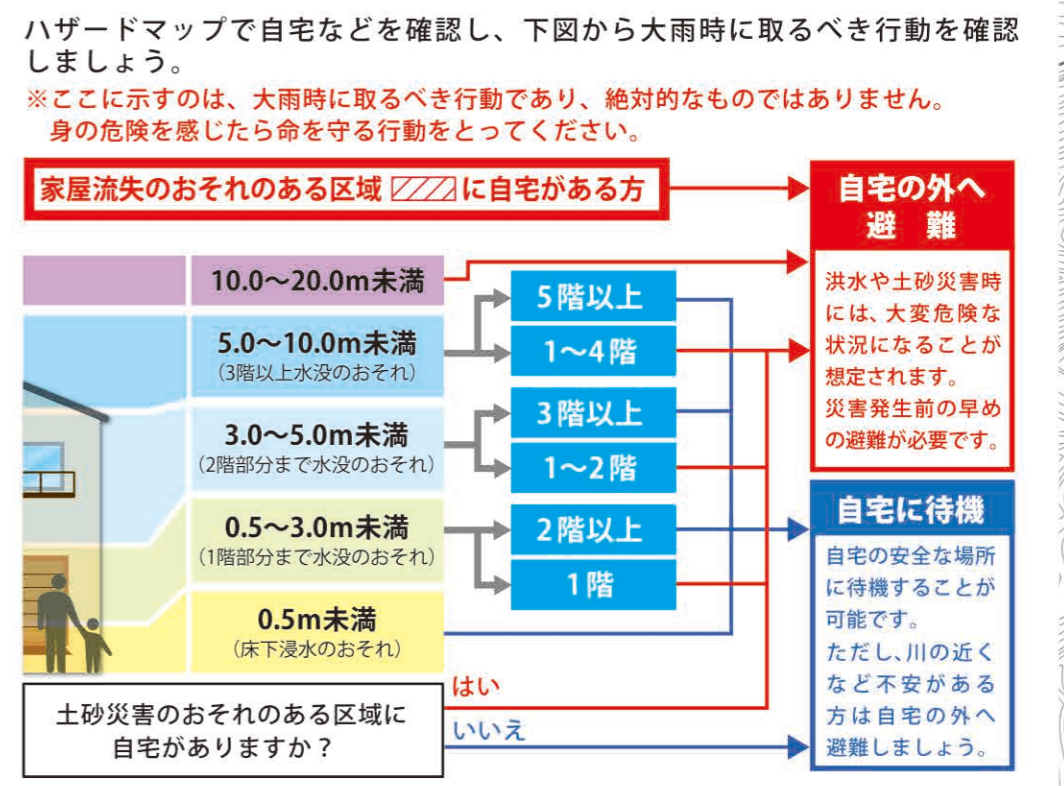 ハザードマップで自宅などを確認し、下図から大雨時に取るべき行動を確認
しましょう。
※ここに示すのは、大雨時に取るべき行動であり、絶対的なものではありません。
身の危険を感じたら命を守る行動をとってください。
家屋流失のおそれのある区域 に自宅がある方
自宅の外へ
避 難
洪水や土砂災害時
には、大変危険な
状況になることが
想定されます。
災害発生前の早め
の避難が必要です。
10.0～20.0m未満
5.0～10.0m未満
（3階以上水没のおそれ）
5階以上
1～4階
3.0～5.0m未満
（2階部分まで水没のおそれ）
3階以上
1～2階
0.5～3.0m未満
（1階部分まで水没のおそれ）
2階以上
1階
0.5m未満
（床下浸水のおそれ）
自宅に待機
自宅の安全な場所
に待機することが
可能です。
ただし、川の近く
など不安がある
方は自宅の外へ
避難しましょう。
土砂災害のおそれのある区域に
自宅がありますか？
はい
いいえ